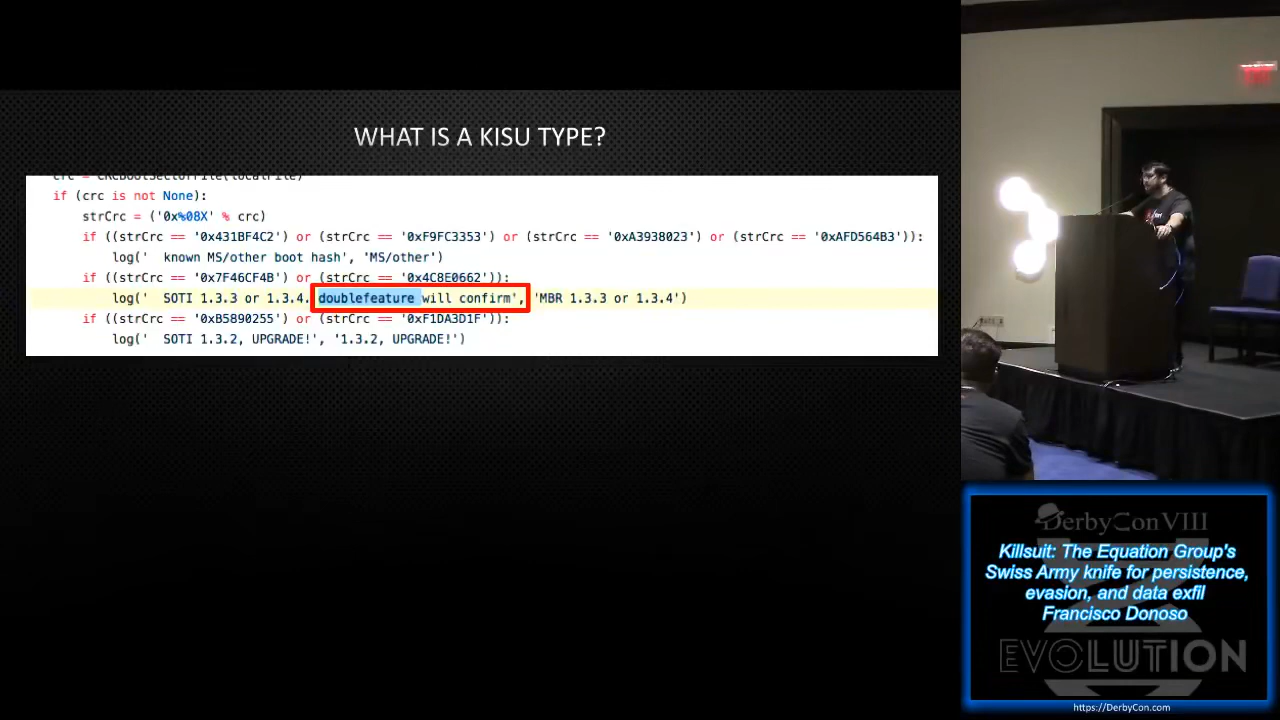 WHAT IS A KISU TYPE?
crc = CRCBootSectorFile(localFile)
if (crc is not None):
strCrc = ('0x%08X' % crc)
if ((strCrc == '0x431BF4C2') or (strCrc == '0xF9FC3353') or (strCrc == '0xA3938023') or (strCrc == '0xAFD564B3')):
log('  known MS/other boot hash', 'MS/other')
if ((strCrc == '0x7F46CF4B') or (strCrc == '0x4C8E0662')):
log('  SOTI 1.3.3 or 1.3.4. doublefeature will confirm', 'MBR 1.3.3 or 1.3.4')
if ((strCrc == '0xB5890255') or (strCrc == '0xF1DA3D1F')):
log('  SOTI 1.3.2, UPGRADE!', '1.3.2, UPGRADE!')
EXIT
DerbyCon VIII
Killsuit: The Equation Group's
Swiss Army knife for persistence,
evasion, and data exfil
Francisco Donoso
EVOLUTION
https://DerbyCon.com